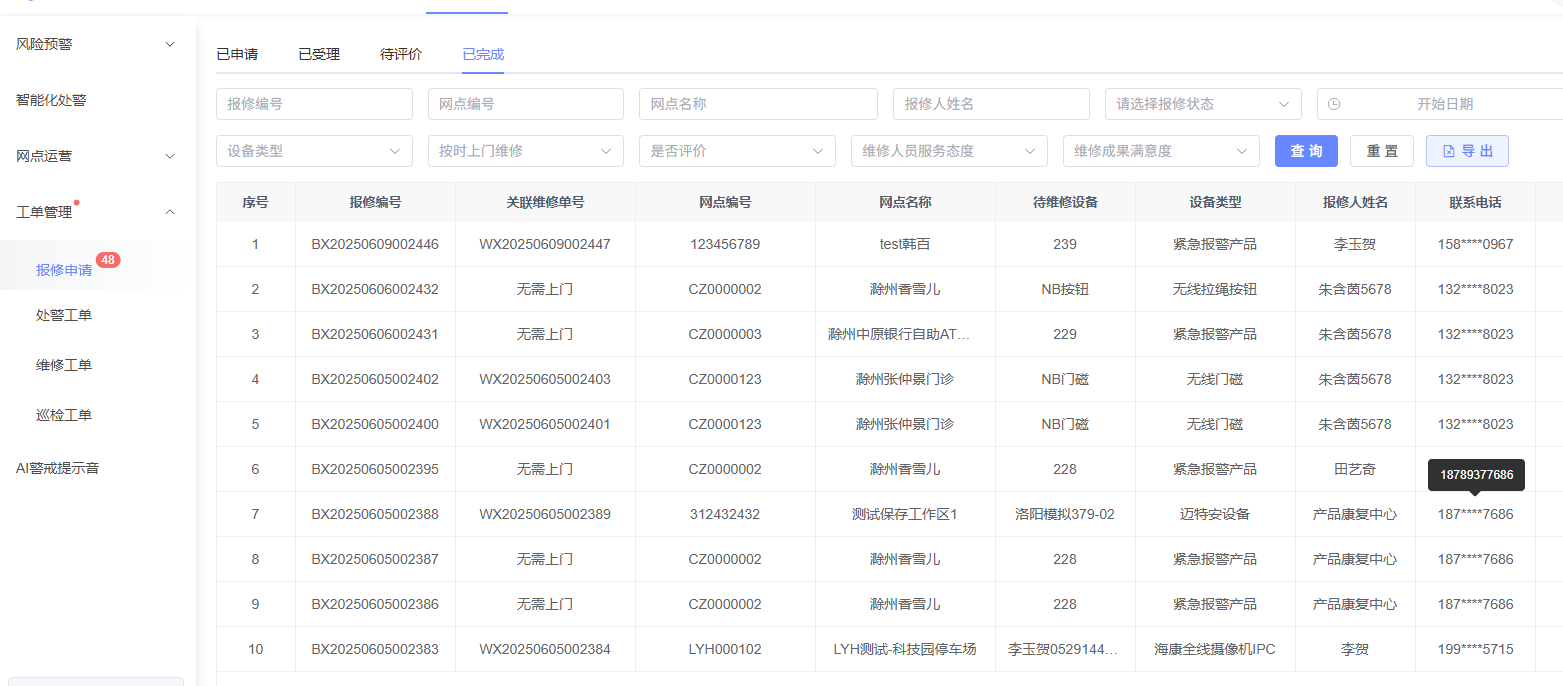 风险预警
智能化处警
网点运营
工单管理
报修申请 48
处警工单
维修工单
巡检工单
AI警戒提示音
已申请 已受理 待评价 已完成
报修编号 网点编号 网点名称 报修人姓名 请选择报修状态 开始日期
设备类型 按时上门维修 是否评价 维修人员服务态度 维修成果满意度 查 询 重 置 导 出
序号 报修编号 关联维修单号 网点编号 网点名称 待维修设备 设备类型 报修人姓名 联系电话
1 BX20250609002446 WX20250609002447 123456789 test韩百 239 紧急报警产品 李玉贺 158****0967
2 BX20250606002432 无需上门 CZ0000002 滁州香雪儿 NB按钮 无线拉绳按钮 朱含茵5678 132****8023
3 BX20250606002431 无需上门 CZ0000003 滁州中原银行自助AT... 229 紧急报警产品 朱含茵5678 132****8023
4 BX20250605002402 WX20250605002403 CZ0000123 滁州张仲景门诊 NB门磁 无线门磁 朱含茵5678 132****8023
5 BX20250605002400 WX20250605002401 CZ0000123 滁州张仲景门诊 NB门磁 无线门磁 朱含茵5678 132****8023
6 BX20250605002395 无需上门 CZ0000002 滁州香雪儿 228 紧急报警产品 田艺奇
18789377686
7 BX20250605002388 WX20250605002389 312432432 测试保存工作区1 洛阳模拟379-02 迈特安设备 产品康复中心 187****7686
8 BX20250605002387 无需上门 CZ0000002 滁州香雪儿 228 紧急报警产品 产品康复中心 187****7686
9 BX20250605002386 无需上门 CZ0000002 滁州香雪儿 228 紧急报警产品 产品康复中心 187****7686
10 BX20250605002383 WX20250605002384 LYH000102 LYH测试-科技园停车场 李玉贺0529144... 海康全线摄像机IPC 李贺 199****5715